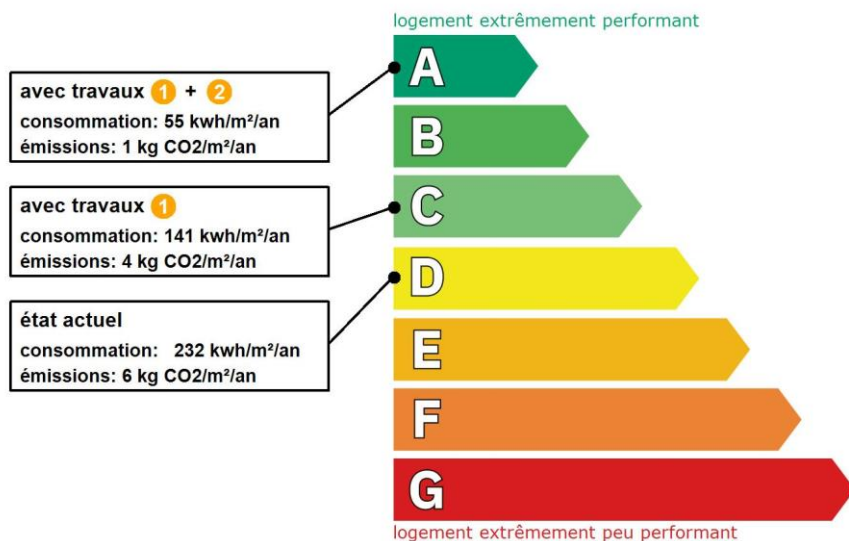 logement extrêmement performant
avec travaux 1 + 2
consommation: 55 kwh/m²/an
émissions: 1 kg CO2/m²/an
avec travaux 1
consommation: 141 kwh/m²/an
émissions: 4 kg CO2/m²/an
état actuel
consommation: 232 kwh/m²/an
émissions: 6 kg CO2/m²/an
A
B
C
D
E
F
G
logement extrêmement peu performant